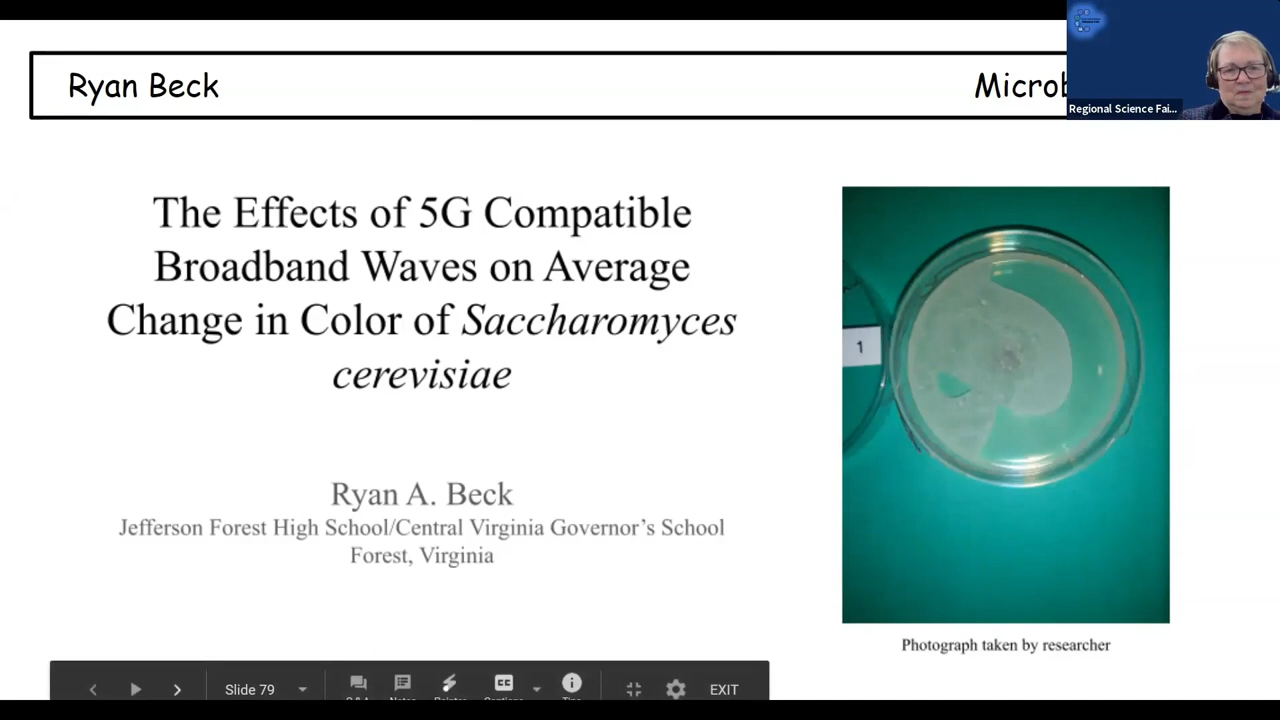 Ryan Beck
Regional Science Fai...
The Effects of 5G Compatible
Broadband Waves on Average
Change in Color of Saccharomyces
cerevisiae
1
Ryan A. Beck
Jefferson Forest High School/Central Virginia Governor's School
Forest, Virginia
Photograph taken by researcher
Slide 79
EXIT